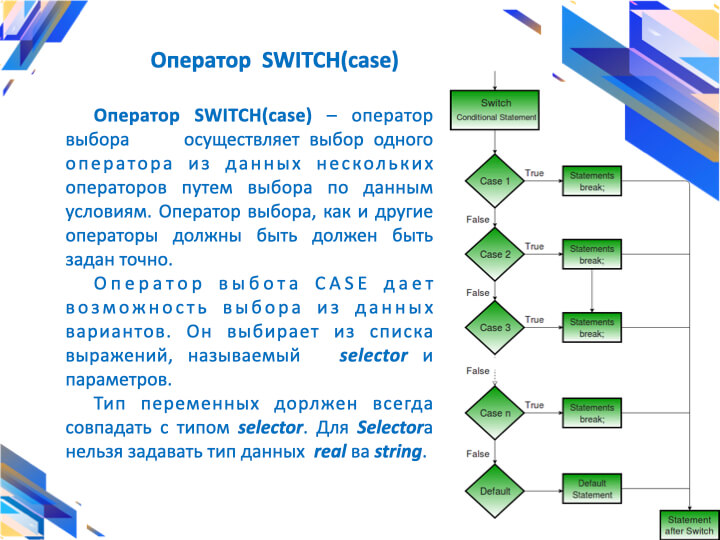 Оператор SWITCH(case)
Оператор SWITCH(case) – оператор
выбора осуществляет выбор одного
оператора из данных нескольких
операторов путем выбора по данным
условиям. Оператор выбора, как и другие
операторы должны быть должен быть
задан точно.
Оператор выбота CASE дает
возможность выбора из данных
вариантов. Он выбирает из списка
выражений, называемый selector и
параметров.
Тип переменных дорлжен всегда
совпадать с типом selector. Для Selectorа
нельзя задавать тип данных real ва string.
Switch
Conditional Statement
Case 1
True
Statements
break;
False
Case 2
True
Statements
break;
False
Case 3
True
Statements
break;
False
Case n
True
Statements
break;
False
Default
Default
Statement
Statement
after Switch